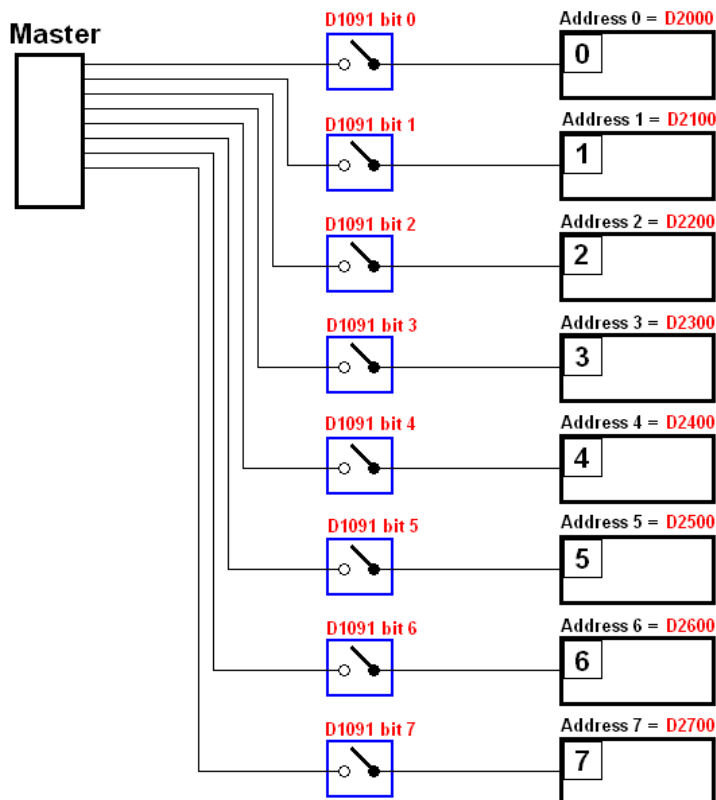 D1091 bit 0
Address 0 = D2000
Master
0
D1091 bit 1
Address 1 = D2100
1
D1091 bit 2
Address 2 = D2200
2
D1091 bit 3
Address 3 = D2300
3
D1091 bit 4
Address 4 = D2400
4
D1091 bit 5
Address 5 = D2500
5
D1091 bit 6
Address 6 = D2600
6
D1091 bit 7
Address 7 = D2700
7